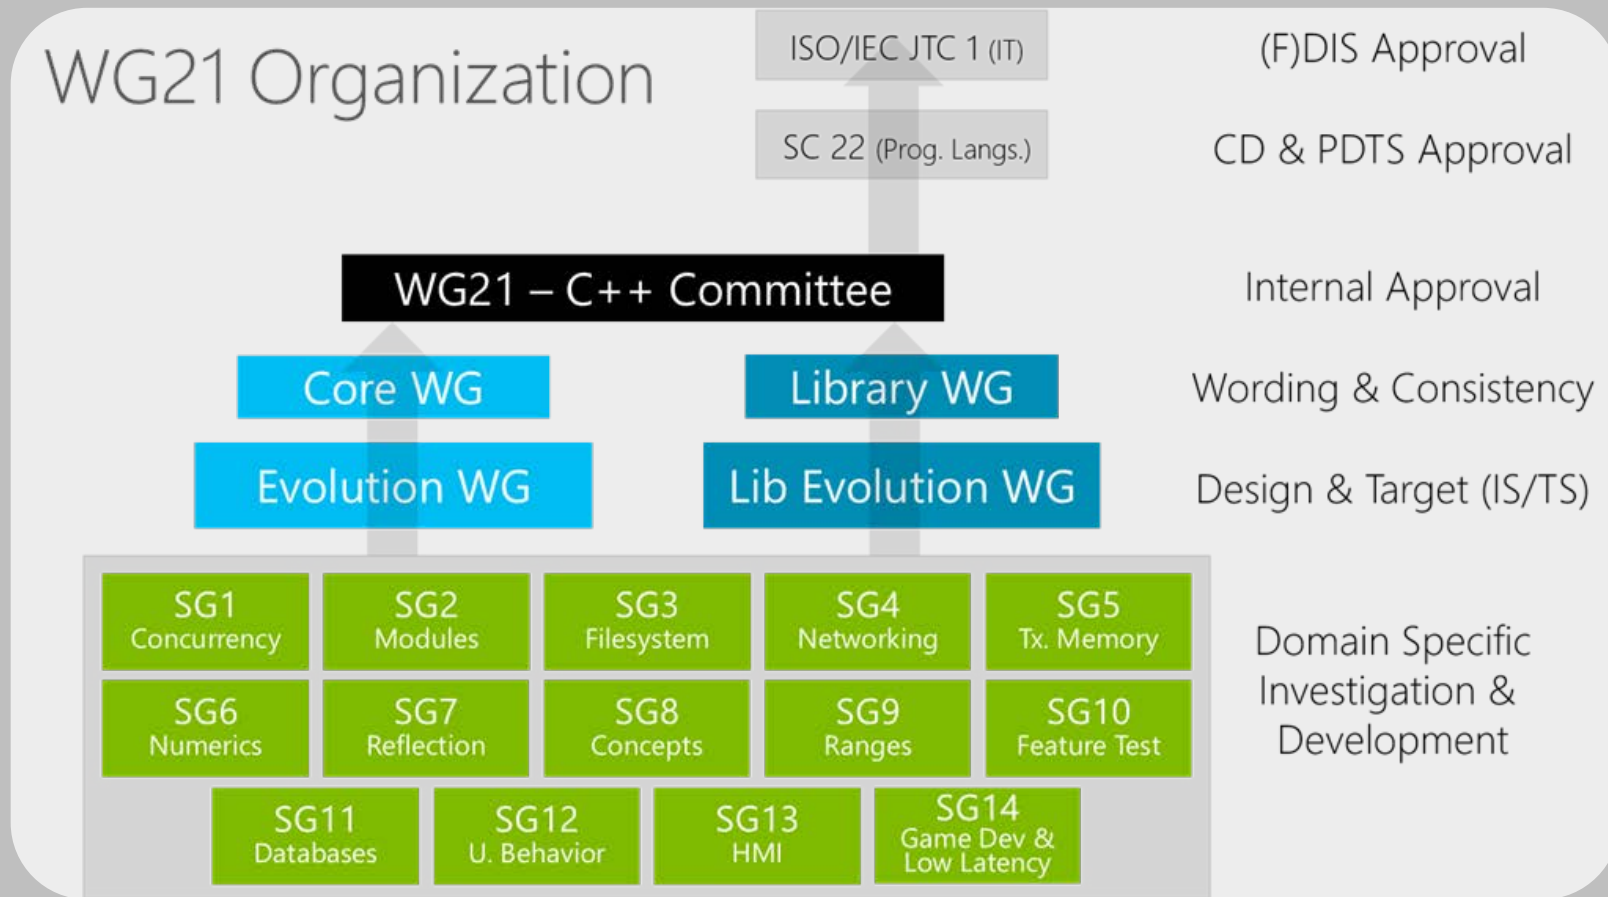 WG21 Organization
ISO/IEC JTC 1 (IT)
(F)DIS Approval
SC 22 (Prog. Langs.)
CD & PDTS Approval
WG21 – C++ Committee
Internal Approval
Core WG
Library WG
Wording & Consistency
Evolution WG
Lib Evolution WG
Design & Target (IS/TS)
SG1
Concurrency
SG2
Modules
SG3
Filesystem
SG4
Networking
SG5
Tx. Memory
SG6
Numerics
SG7
Reflection
SG8
Concepts
SG9
Ranges
SG10
Feature Test
SG11
Databases
SG12
U. Behavior
SG13
HMI
SG14
Game Dev &
Low Latency
Domain Specific
Investigation &
Development